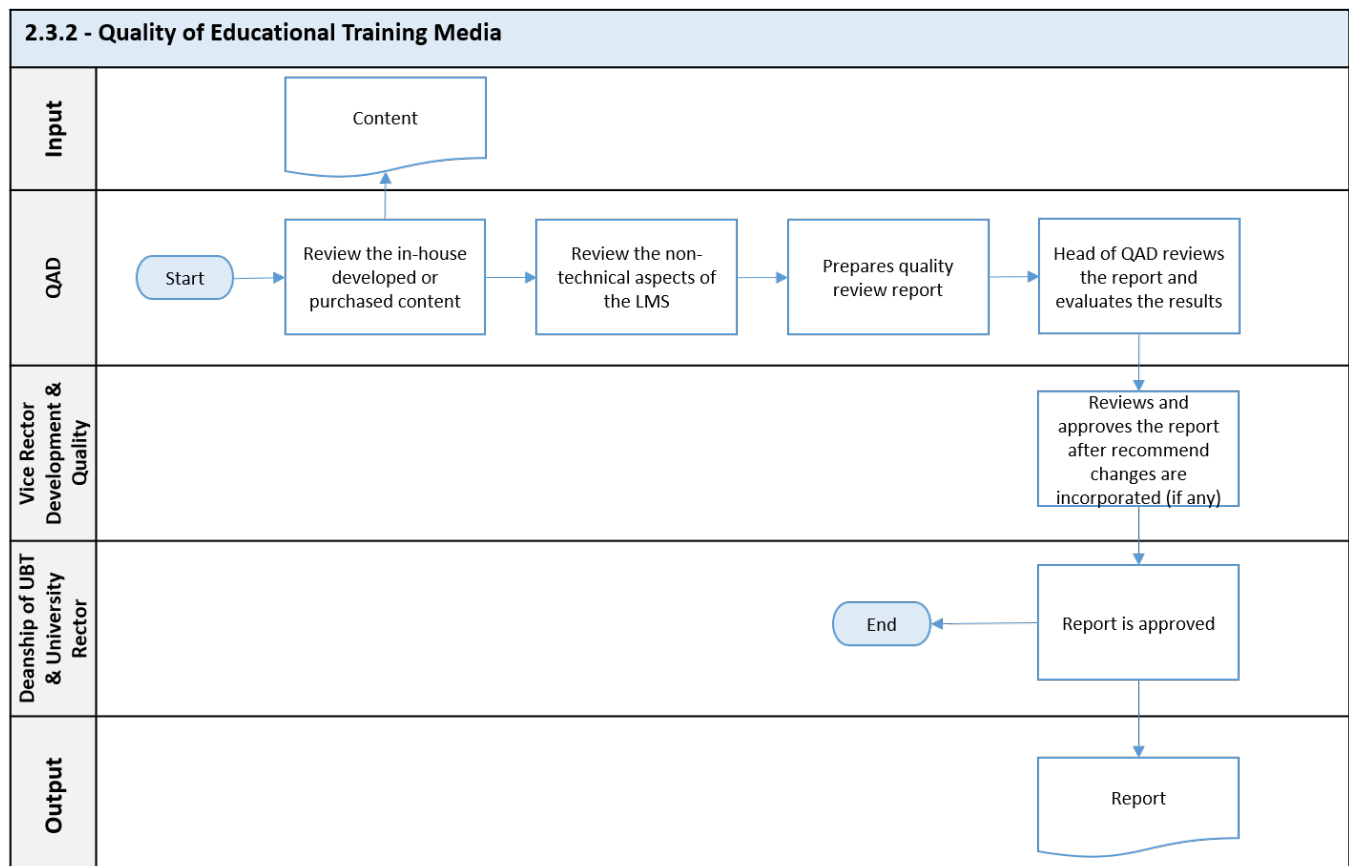 2.3.2 - Quality of Educational Training Media
Input
Content
QAD
Start
Review the in-house
developed or
purchased content
Review the non-
technical aspects of
the LMS
Prepares quality
review report
Head of QAD reviews
the report and
evaluates the results
Vice Rector
Development &
Quality
Reviews and
approves the report
after recommend
changes are
incorporated (if any)
Deanship of UBT
& University
Rector
End
Report is approved
Output
Report